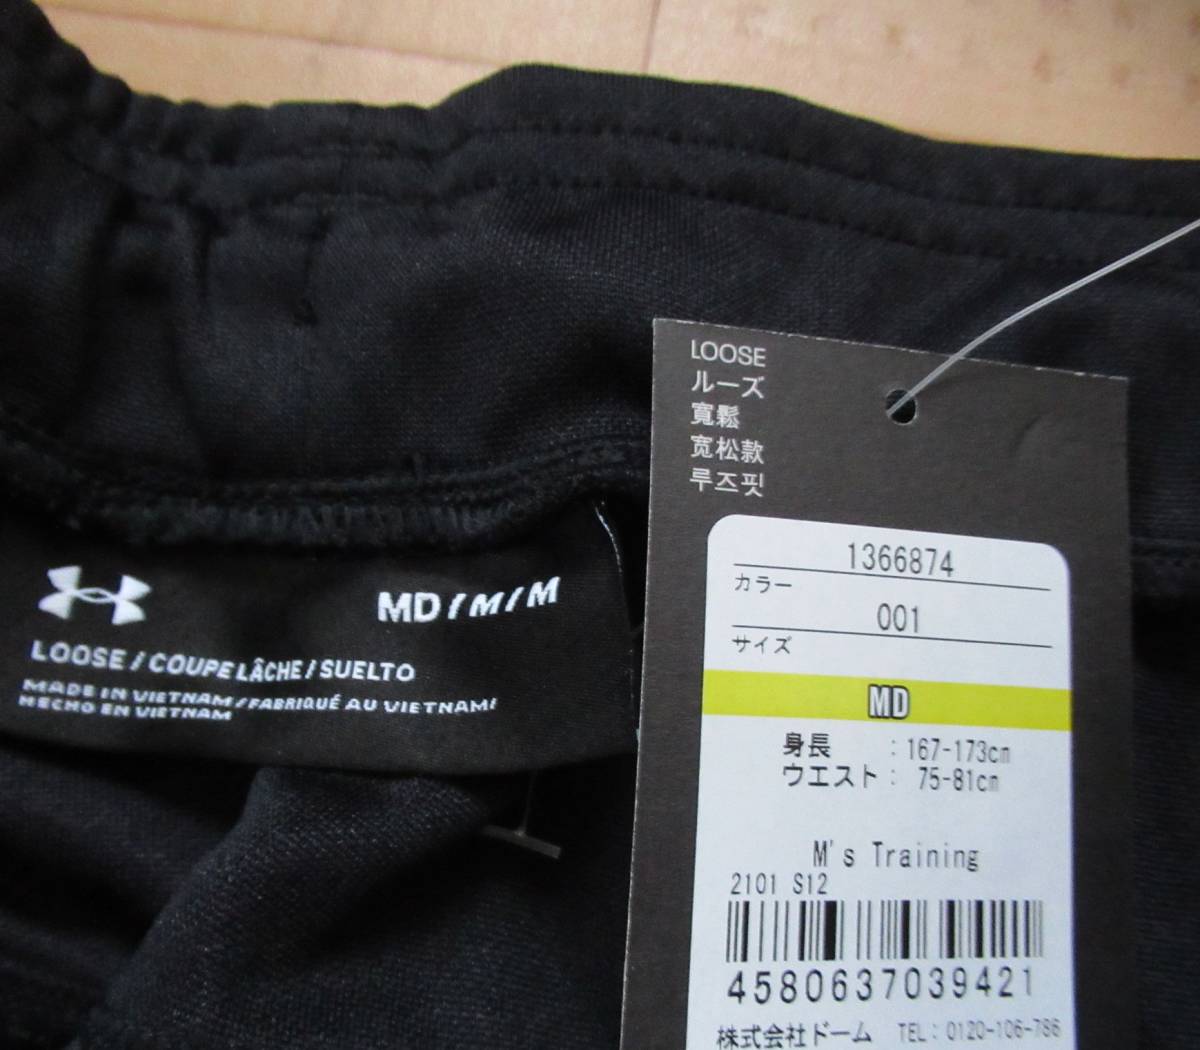 MD/M/M
LOOSE/COUPE LÂCHE/SUELTO
MADE IN VIETNAM/FABRIQUÉ AU VIETNAM/
HECHO EN VIETNAM
LOOSE
ルーズ
寬鬆
宽松款
루즈핏
1366874
カラー
001
サイズ
MD
身長 : 167-173cm
ウエスト : 75-81cm
M's Training
2101 S12
4580637039421
株式会社ドーム TEL:0120-106-786